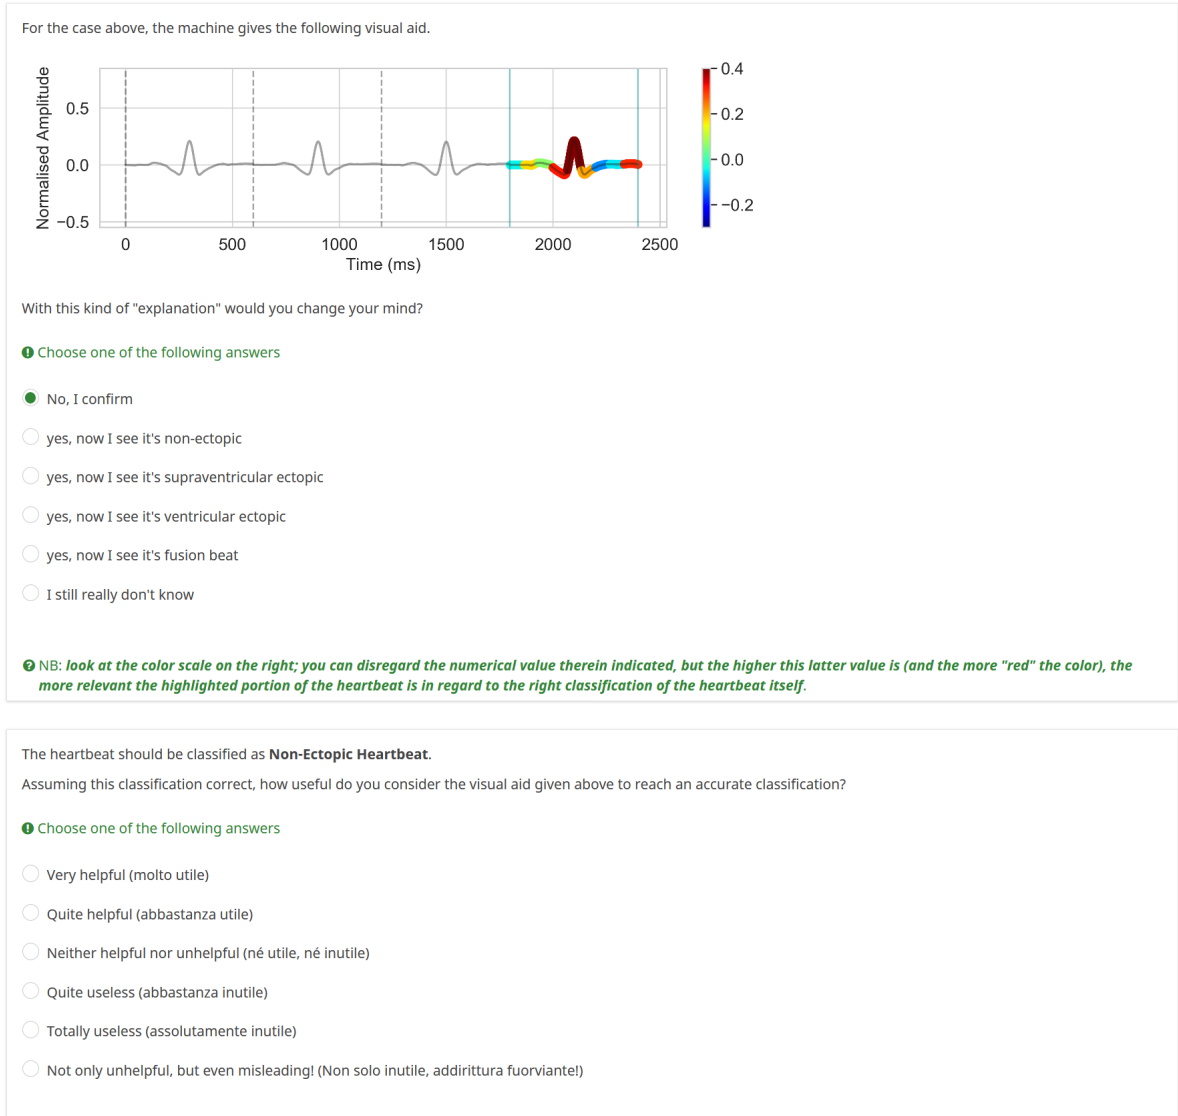 For the case above, the machine gives the following visual aid.
Normalised Amplitude
0.5
0.0
−0.5
0
500
1000
1500
2000
2500
Time (ms)
0.4
0.2
0.0
−0.2
With this kind of "explanation" would you change your mind?
Choose one of the following answers
No, I confirm
yes, now I see it's non-ectopic
yes, now I see it's supraventricular ectopic
yes, now I see it's ventricular ectopic
yes, now I see it's fusion beat
I still really don't know
NB: look at the color scale on the right; you can disregard the numerical value therein indicated, but the higher this latter value is (and the more "red" the color), the
more relevant the highlighted portion of the heartbeat is in regard to the right classification of the heartbeat itself.
The heartbeat should be classified as Non-Ectopic Heartbeat.
Assuming this classification correct, how useful do you consider the visual aid given above to reach an accurate classification?
Choose one of the following answers
Very helpful (molto utile)
Quite helpful (abbastanza utile)
Neither helpful nor unhelpful (né utile, né inutile)
Quite useless (abbastanza inutile)
Totally useless (assolutamente inutile)
Not only unhelpful, but even misleading! (Non solo inutile, addirittura fuorviante!)